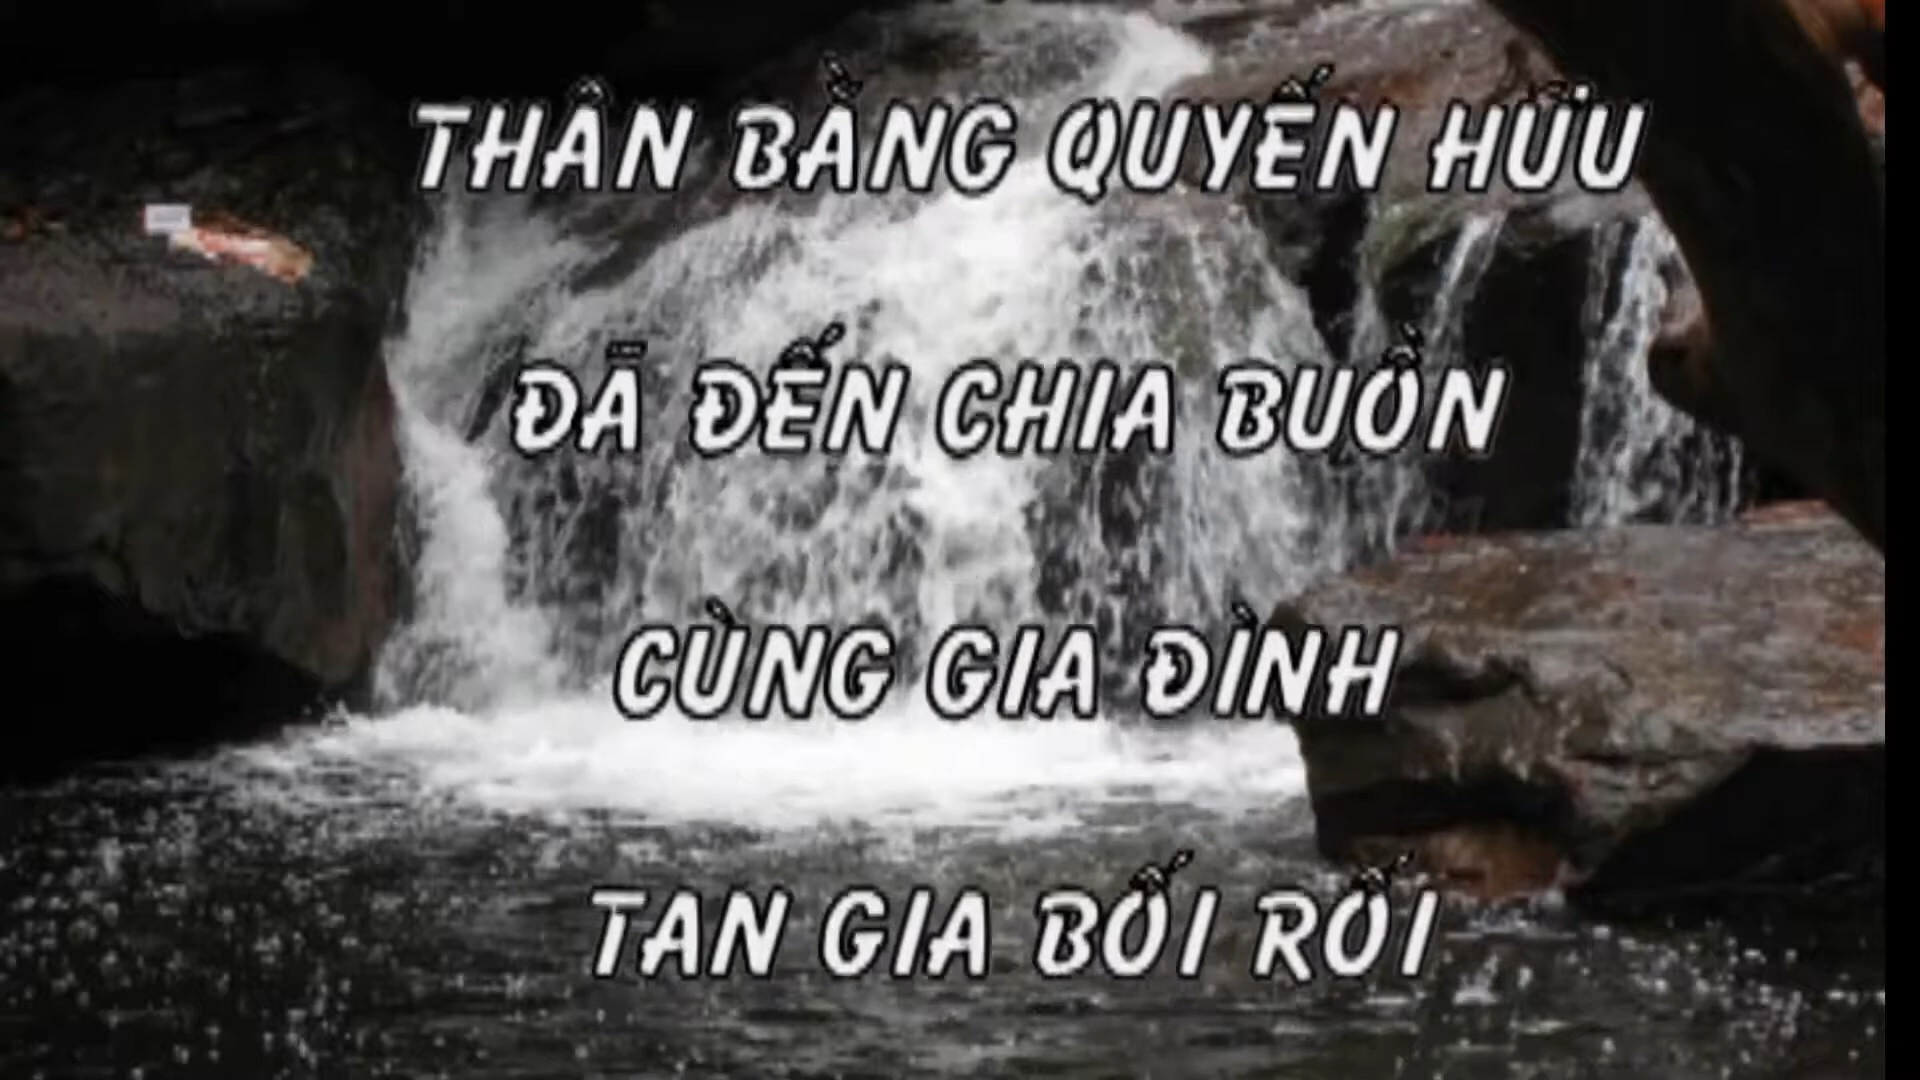 THÂN BẰNG QUYẾN HỮU
ĐÃ ĐẾN CHIA BUỒN
CÙNG GIA ĐÌNH
TAN GIA BỐI RỐI